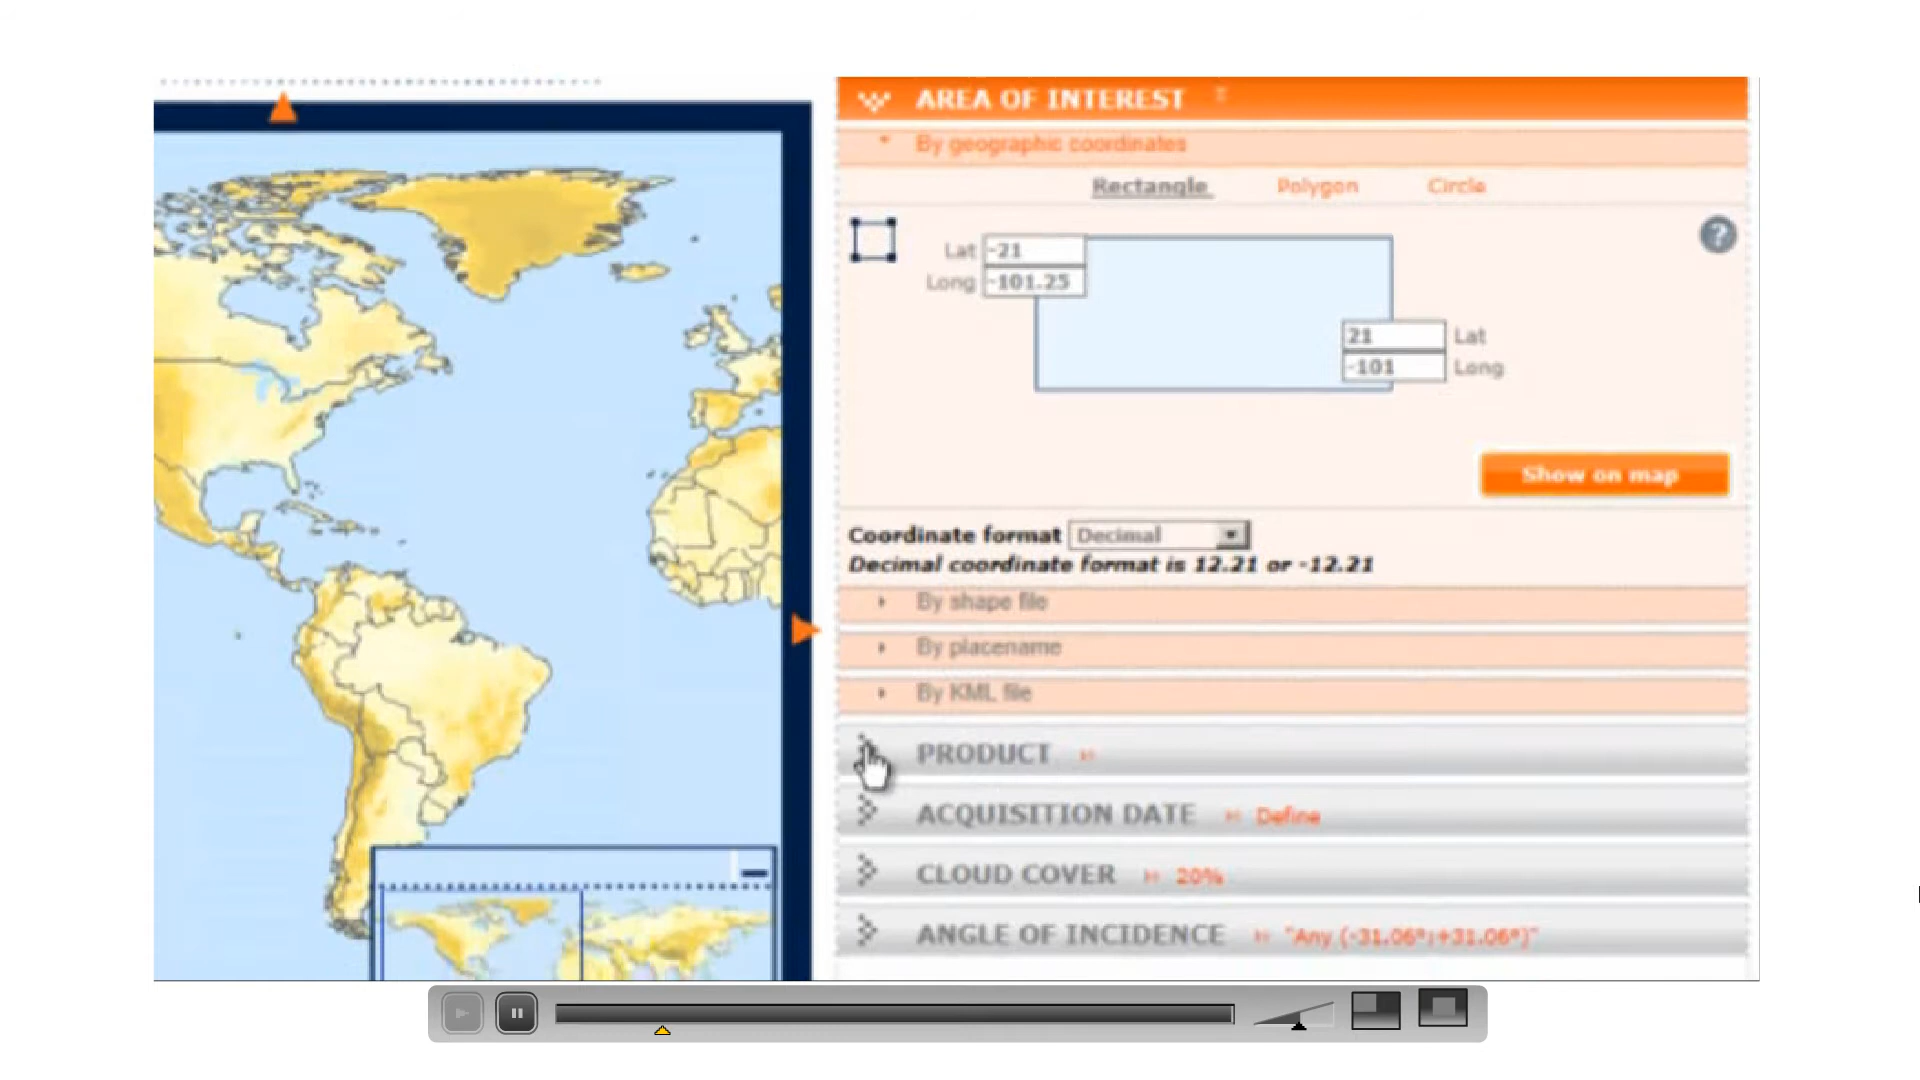 AREA OF INTEREST
By geographic coordinates
Rectangle Polygon Circle
?
Lat -21
Long -101.25
21 Lat
-101 Long
Show on map
Coordinate format Decimal
Decimal coordinate format is 12.21 or -12.21
By shape file
By placename
By KML file
PRODUCT
ACQUISITION DATE Define
CLOUD COVER 20%
ANGLE OF INCIDENCE "Any (-31.06°;+31.06°)"